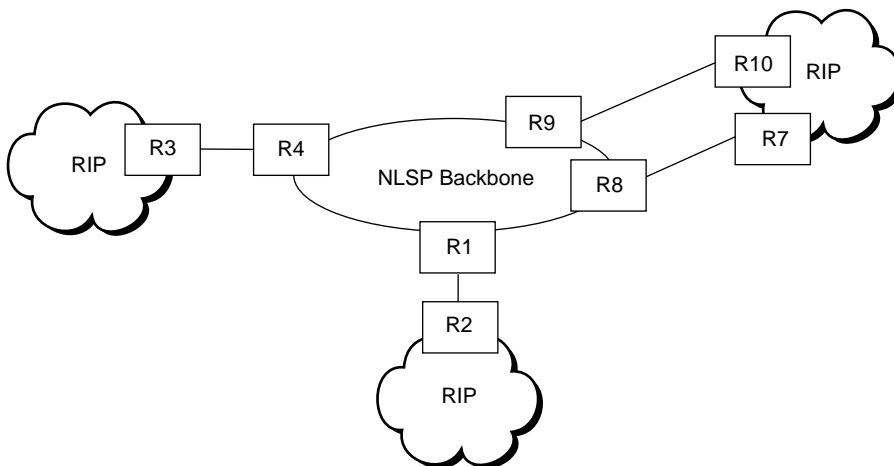 R10
RIP
R9
R7
R3
R4
RIP
NLSP Backbone
R8
R1
R2
RIP